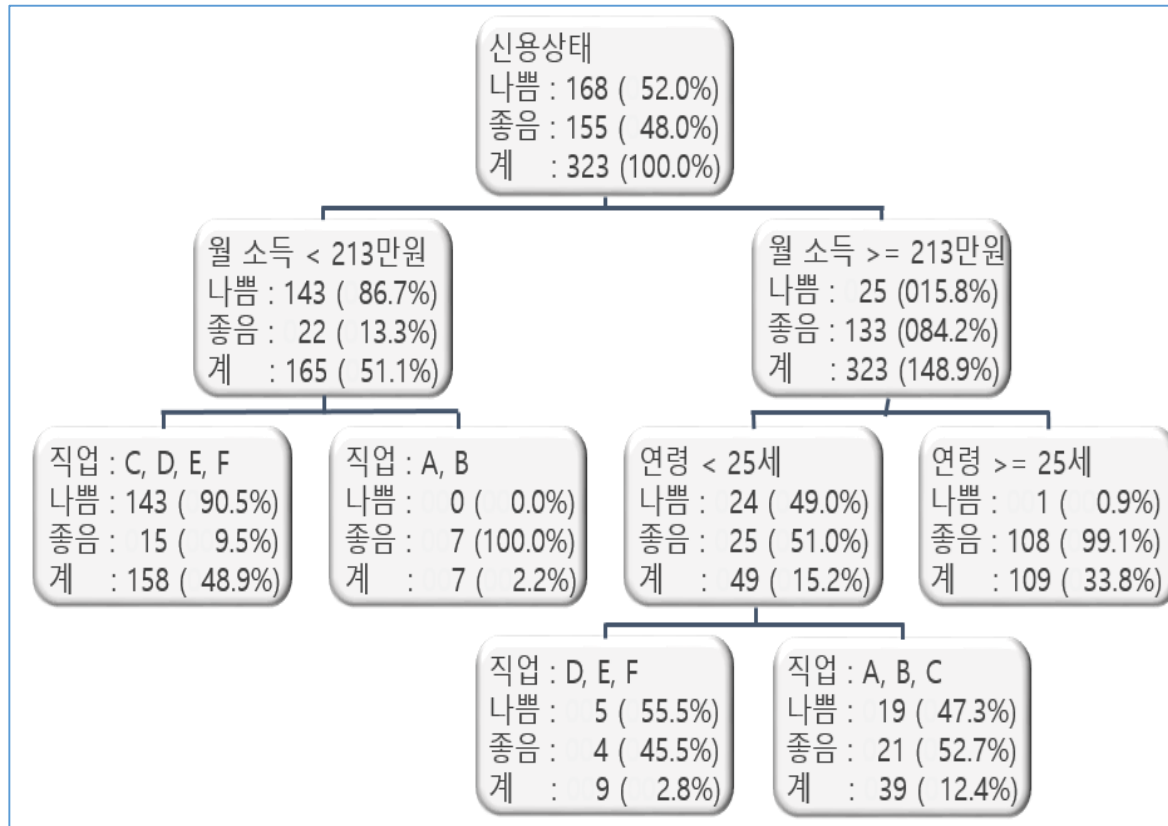 신용상태
나쁨 : 168 ( 52.0%)
좋음 : 155 ( 48.0%)
계 : 323 (100.0%)
월 소득 < 213만원
나쁨 : 143 ( 86.7%)
좋음 : 22 ( 13.3%)
계 : 165 ( 51.1%)
월 소득 >= 213만원
나쁨 : 25 (015.8%)
좋음 : 133 (084.2%)
계 : 323 (148.9%)
직업 : C, D, E, F
나쁨 : 143 ( 90.5%)
좋음 : 15 ( 9.5%)
계 : 158 ( 48.9%)
직업 : A, B
나쁨 : 0 ( 0.0%)
좋음 : 7 (100.0%)
계 : 7 ( 2.2%)
연령 < 25세
나쁨 : 24 ( 49.0%)
좋음 : 25 ( 51.0%)
계 : 49 ( 15.2%)
연령 >= 25세
나쁨 : 1 ( 0.9%)
좋음 : 108 ( 99.1%)
계 : 109 ( 33.8%)
직업 : D, E, F
나쁨 : 5 ( 55.5%)
좋음 : 4 ( 45.5%)
계 : 9 ( 2.8%)
직업 : A, B, C
나쁨 : 19 ( 47.3%)
좋음 : 21 ( 52.7%)
계 : 39 ( 12.4%)